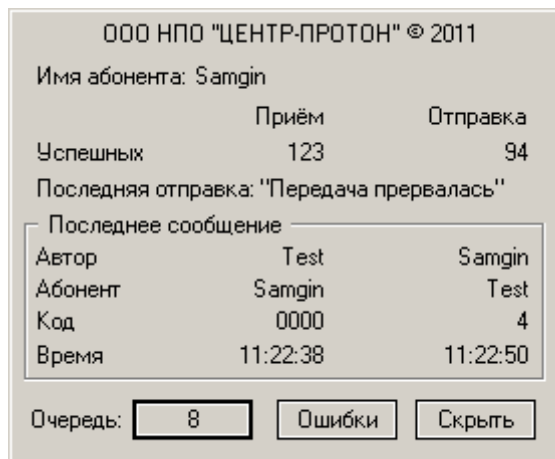 ООО НПО "ЦЕНТР-ПРОТОН" © 2011
Имя абонента: Samgin
Приём Отправка
Успешных 123 94
Последняя отправка: "Передача прервалась"
Последнее сообщение
Автор Test Samgin
Абонент Samgin Test
Код 0000 4
Время 11:22:38 11:22:50
Очередь: 8 Ошибки Скрыть